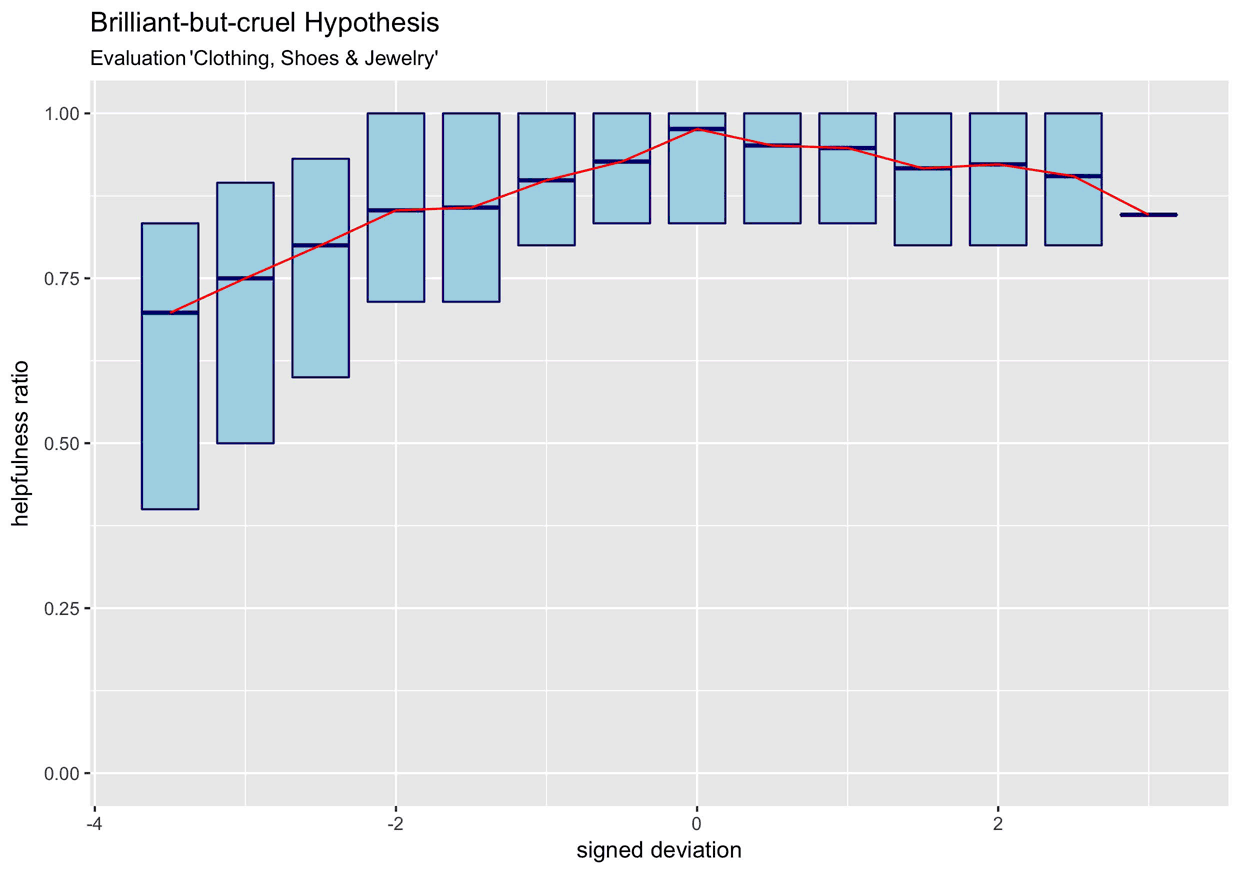 Brilliant-but-cruel Hypothesis
Evaluation 'Clothing, Shoes & Jewelry'
1.00
0.75
0.50
0.25
0.00
helpfulness ratio
-4
-2
0
2
signed deviation